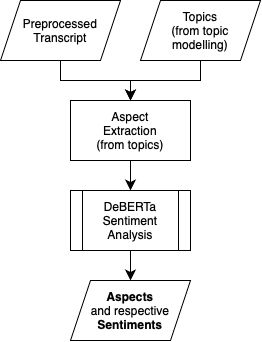 Preprocessed
Transcript
Topics
(from topic
modelling)
Aspect
Extraction
(from topics)
DeBERTa
Sentiment
Analysis
Aspects
and respective
Sentiments